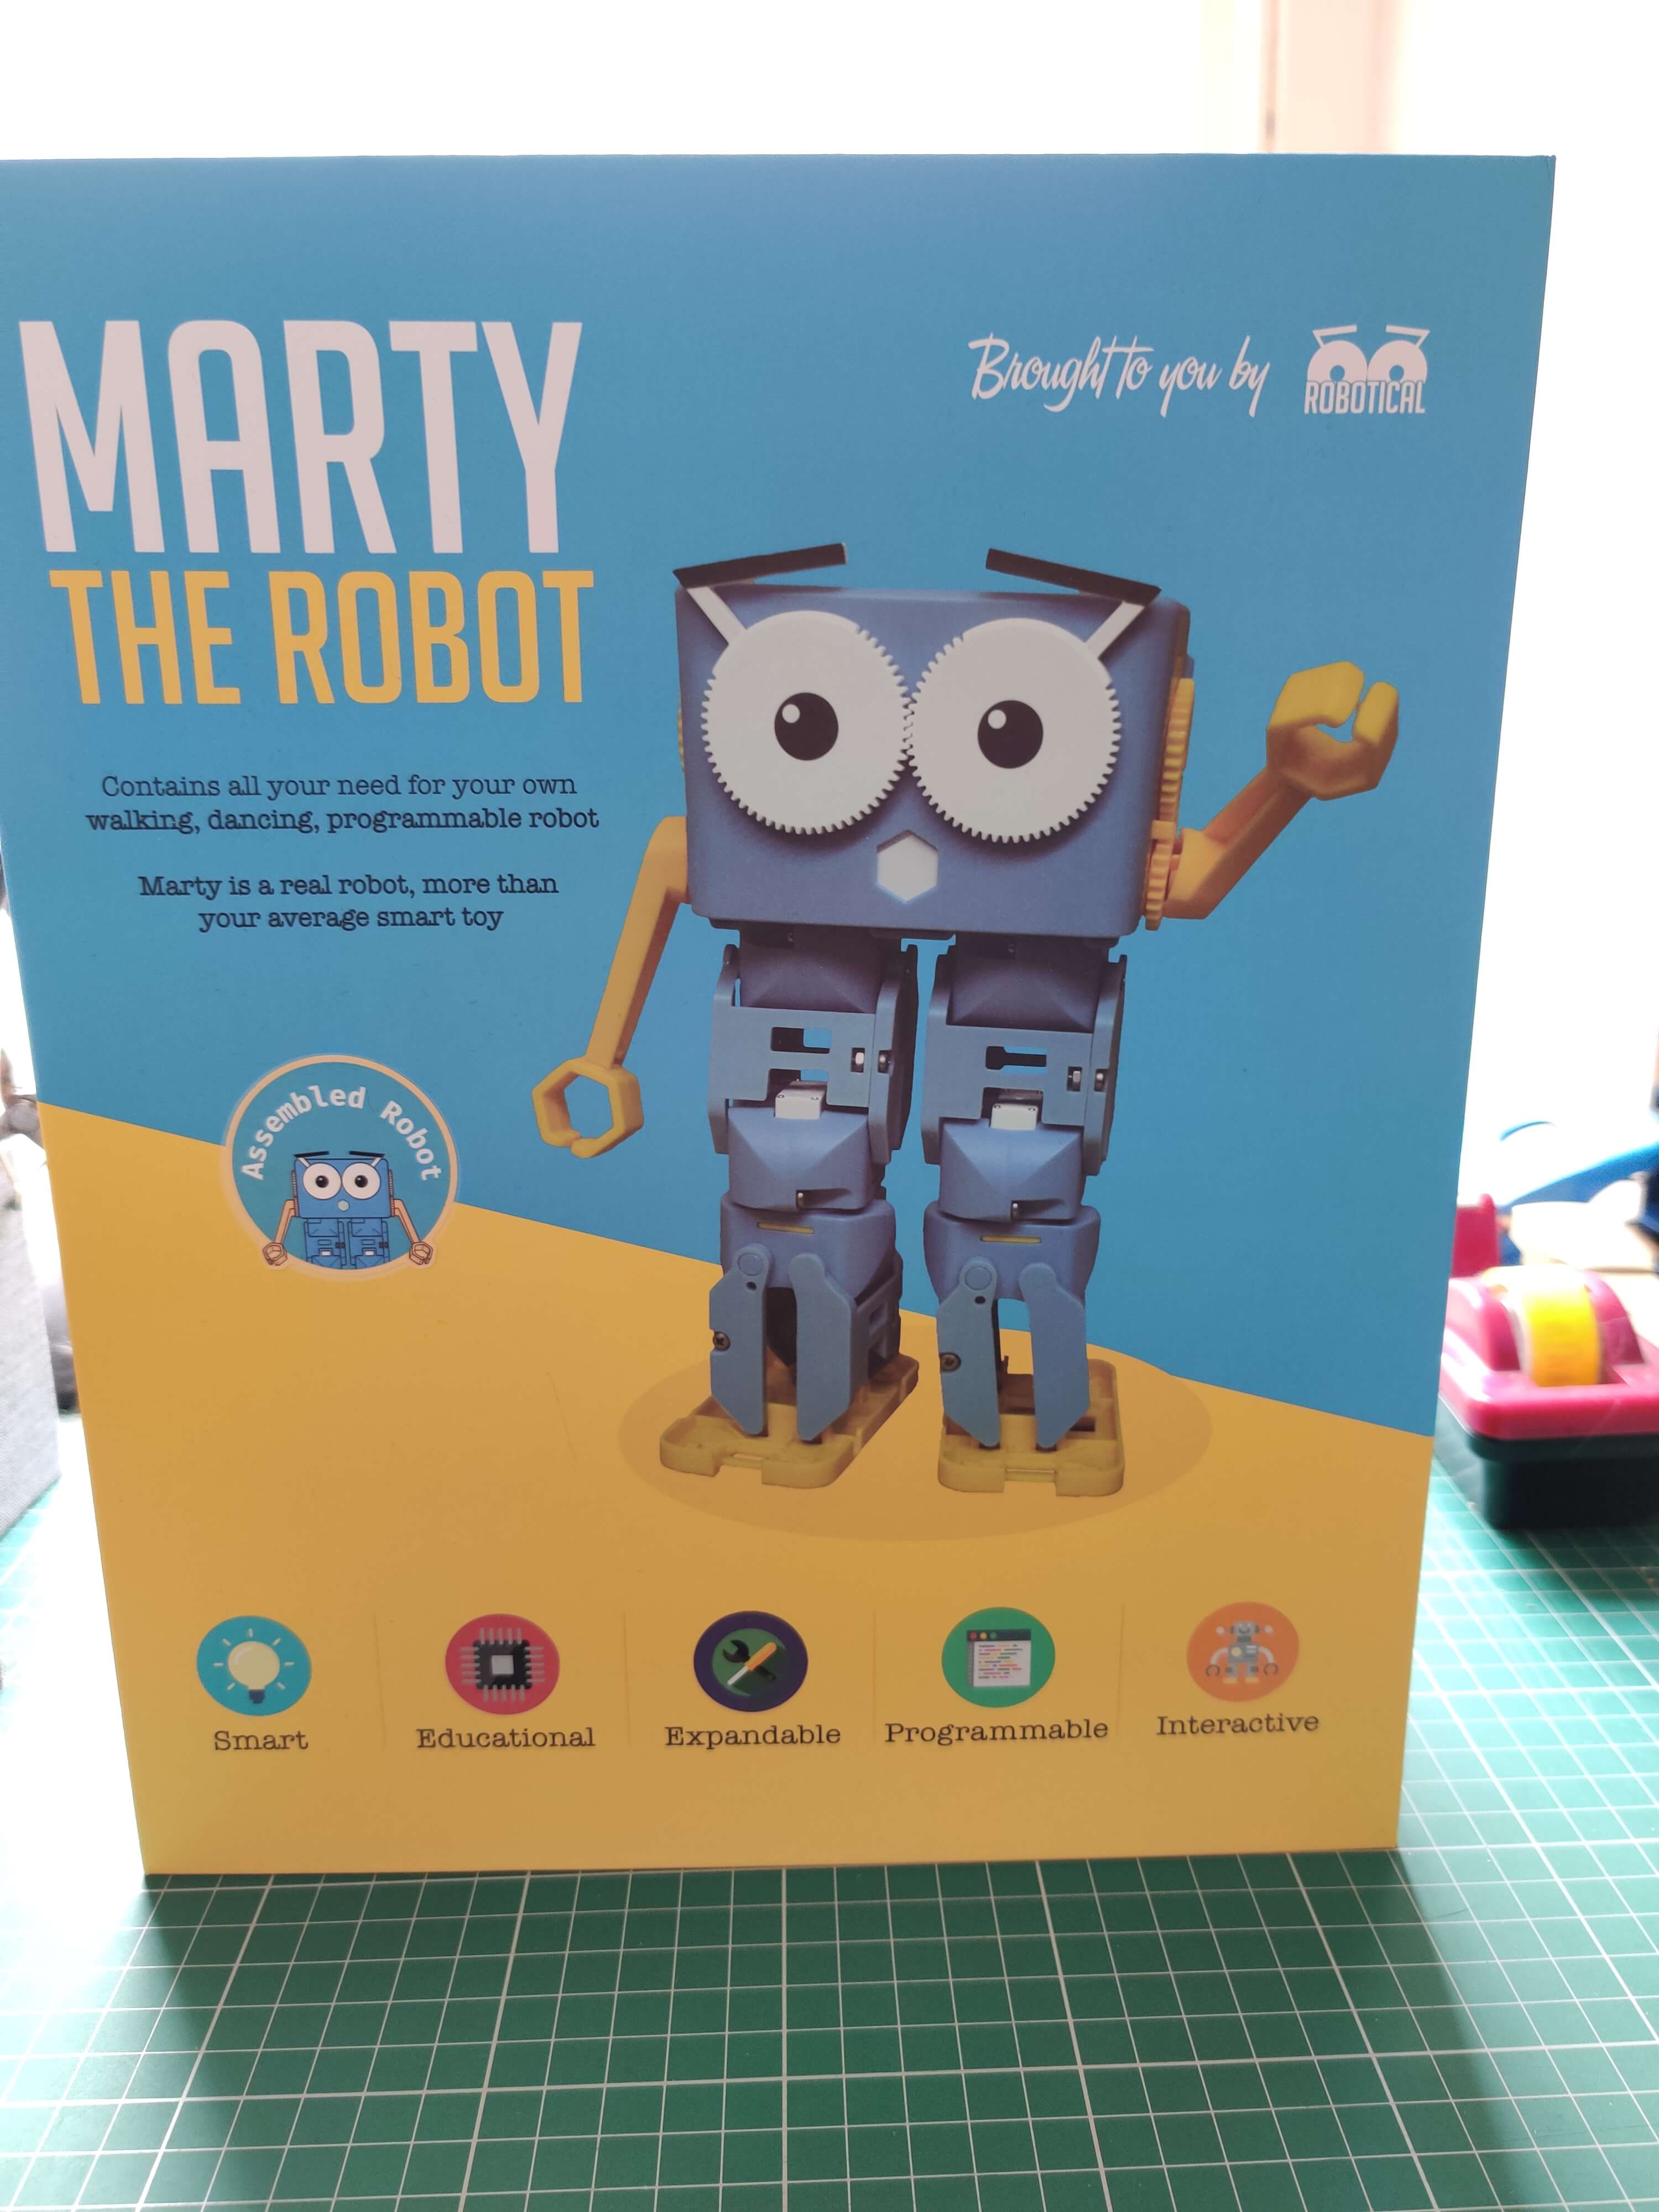 MARTY
THE ROBOT
Brought to you by
ROBOTICAL
Contains all your need for your own
walking, dancing, programmable robot
Marty is a real robot, more than
your average smart toy
Assembled Robot
Smart
Educational
Expandable
Programmable
Interactive